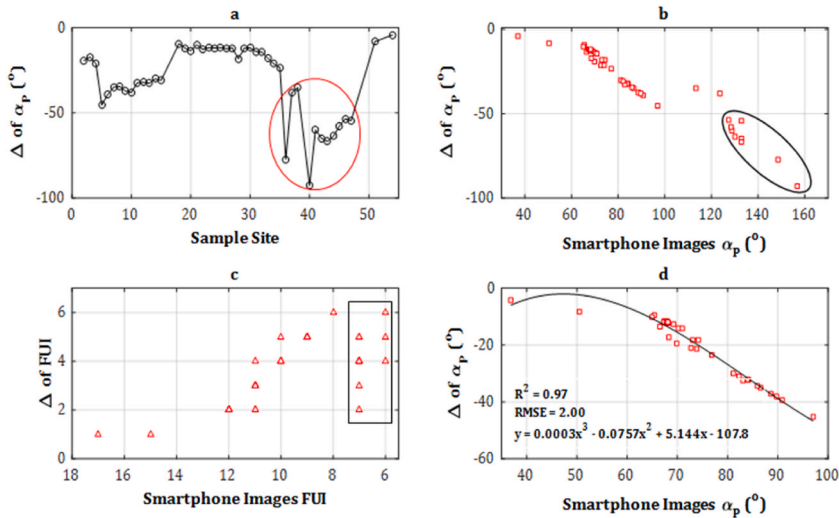 a
0
-50
-100
Δ of αP (°)
0 10 20 30 40 50
Sample Site
b
0
-50
-100
Δ of αP (°)
40 60 80 100 120 140 160
Smartphone Images αP (°)
c
6
4
2
0
Δ of FUI
18 16 14 12 10 8 6
Smartphone Images FUI
d
0
-20
-40
-60
Δ of αP (°)
R² = 0.97
RMSE = 2.00
y = 0.0003x³ - 0.0757x² + 5.144x - 107.8
40 50 60 70 80 90 100
Smartphone Images αP (°)